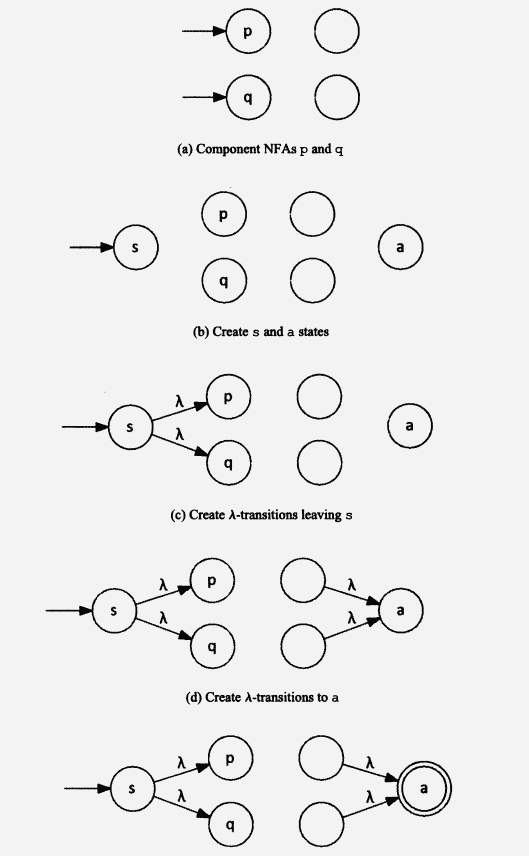 p
q
(a) Component NFAs p and q
p
s
a
q
(b) Create s and a states
λ
p
s
a
λ
q
(c) Create λ-transitions leaving s
λ
p
λ
s
a
λ
q
λ
(d) Create λ-transitions to a
λ
p
λ
s
a
λ
q
λ